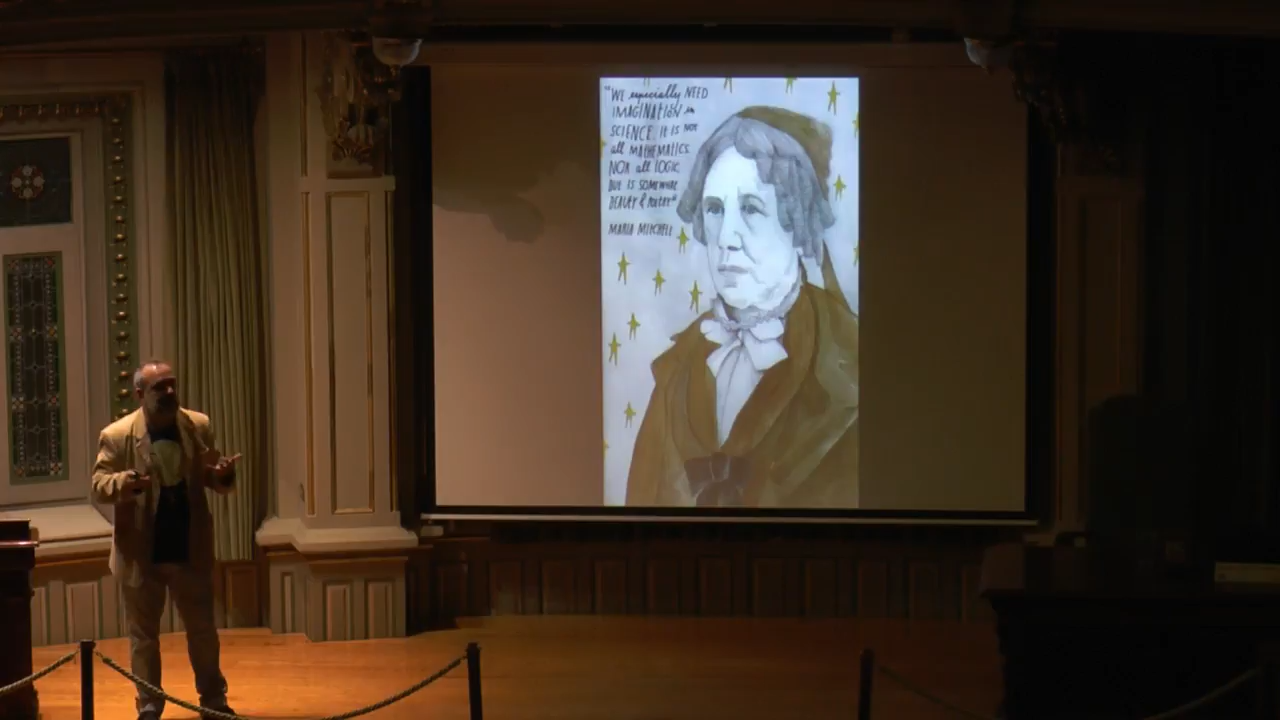 "WE especially NEED
IMAGINATION in
SCIENCE. It IS NOT
all MATHEMATICS
NOR all LOGIC
BUT IS SOMEWHAT
BEAUTY & POETRY"
MARIA MITCHELL